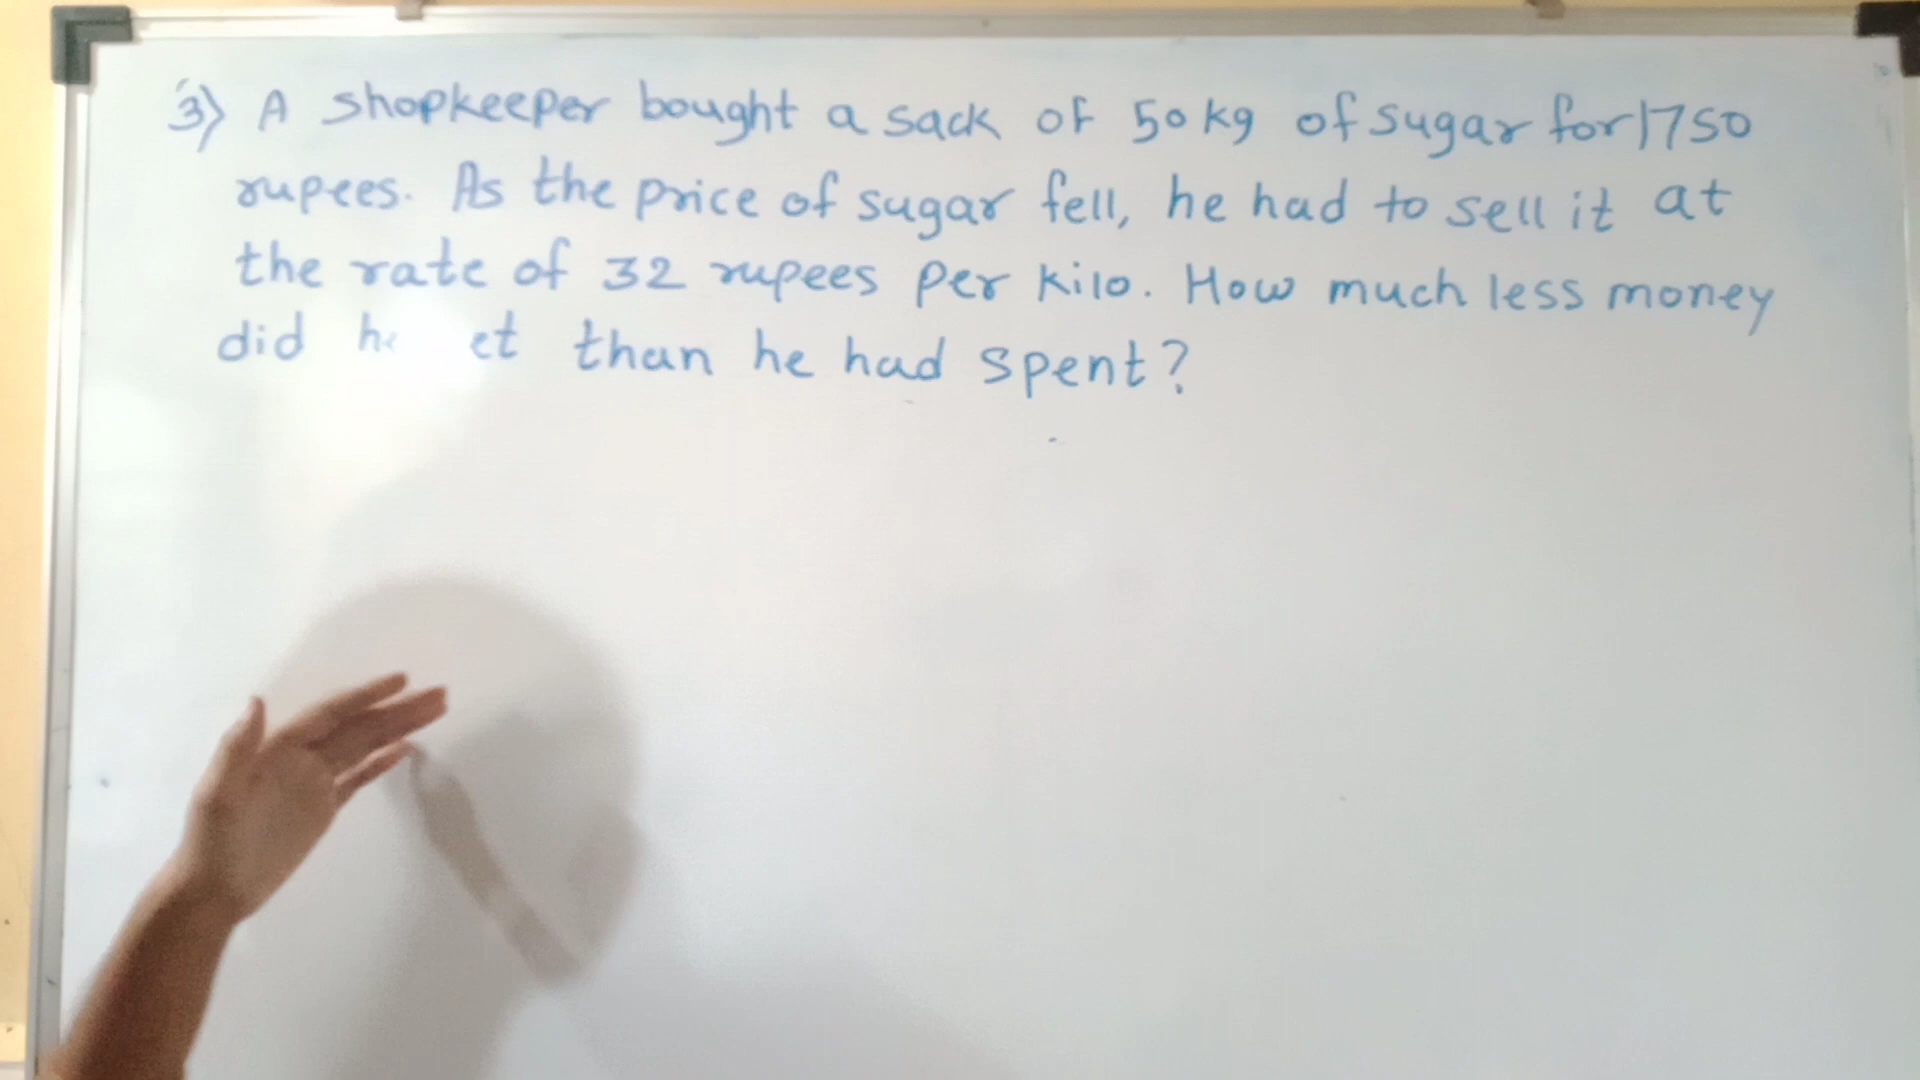 3) A shopkeeper bought a sack of 50 kg of sugar for 1750
rupees. As the price of sugar fell, he had to sell it at
the rate of 32 rupees per kilo. How much less money
did he et than he had spent?